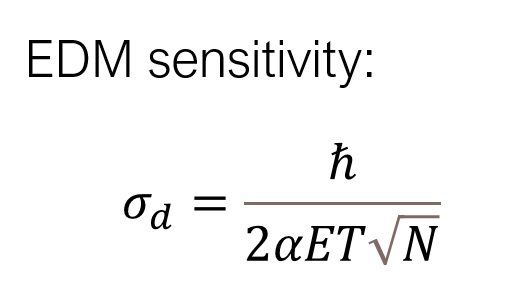 EDM sensitivity:
σ_d = ħ / (2αET√N)